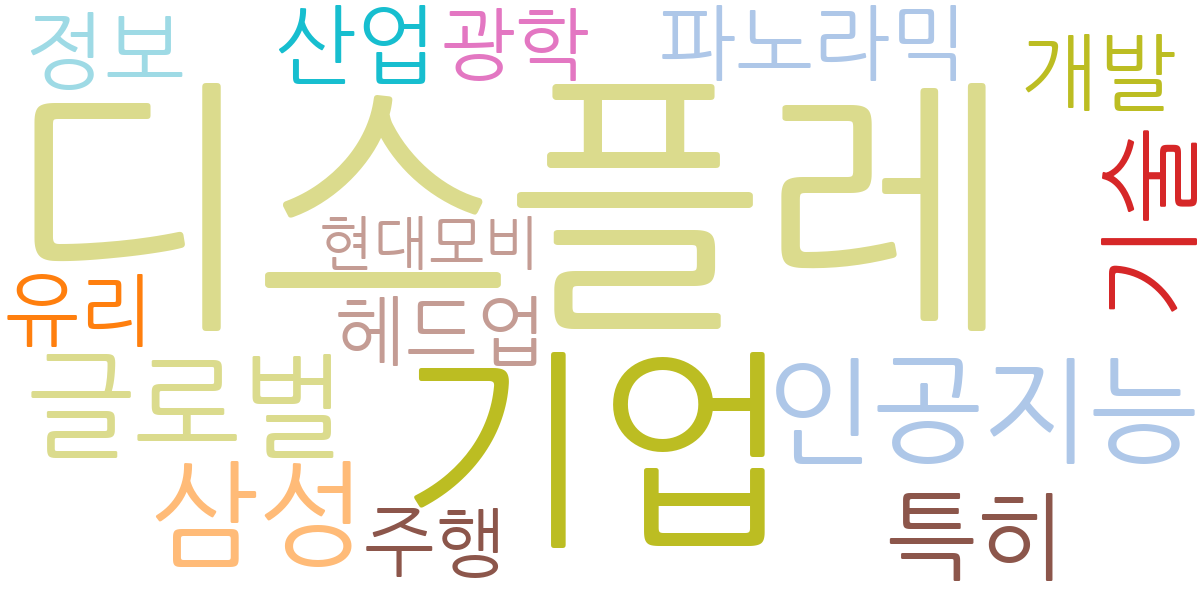 정보
산업
광학
파노라믹
개발
디스플레
기술
현대모비
유리
헤드업
글로벌
기업
인공지능
삼성
주행
특히